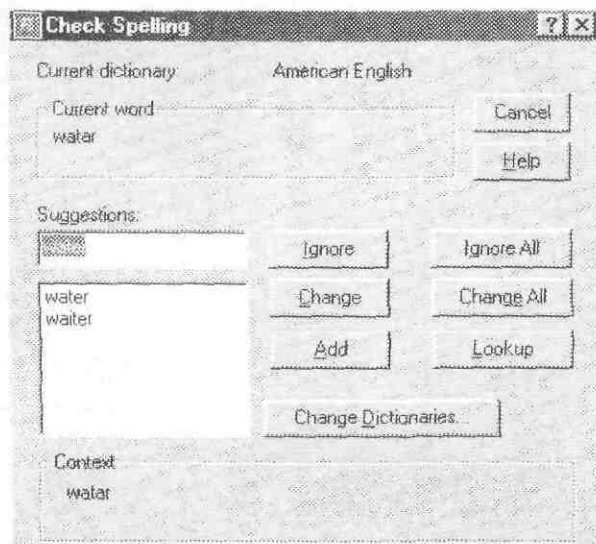 Check Spelling
Current dictionary American English
Current word
watar
Cancel
Help
Suggestions:
Ignore Ignore All
water
waiter
Change Change All
Add Lookup
Change Dictionaries...
Context
watar